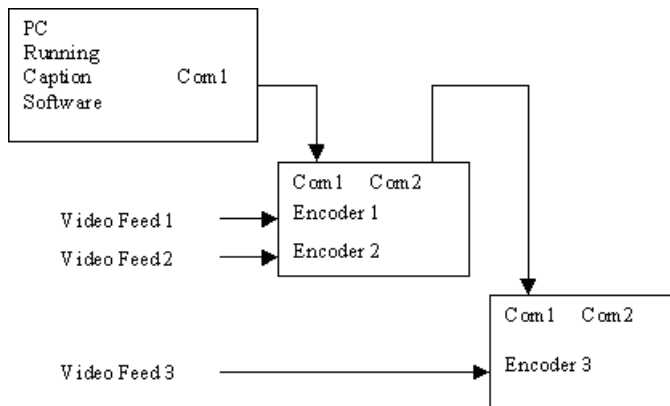 PC
Running
Caption Com1
Software
Com1 Com2
Encoder 1
Video Feed 1
Encoder 2
Video Feed 2
Com1 Com2
Encoder 3
Video Feed 3